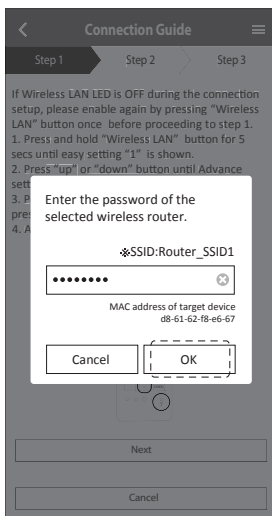 Connection Guide
Step 1 Step 2 Step 3
If Wireless LAN LED is OFF during the connection
setup, please enable again by pressing "Wireless
LAN" button once before proceeding to step 1.
1. Press and hold "Wireless LAN" button for 5
secs until easy setting "1" is shown.
2. Press "up" or "down" button until Advance
sett
3. P
pres
4. A
Enter the password of the
selected wireless router.
※SSID:Router_SSID1
••••••••
MAC address of target device
d8-61-62-f8-e6-67
Cancel OK
Next
Cancel